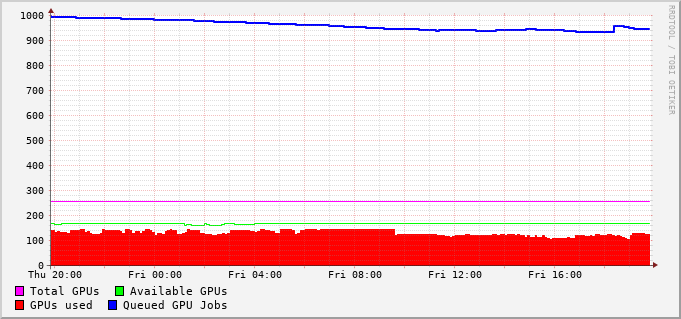 1000
900
800
700
600
500
400
300
200
100
0
Thu 20:00 Fri 00:00 Fri 04:00 Fri 08:00 Fri 12:00 Fri 16:00
Total GPUs Available GPUs
GPUs used Queued GPU Jobs
RRDTOOL / TOBI OETIKER